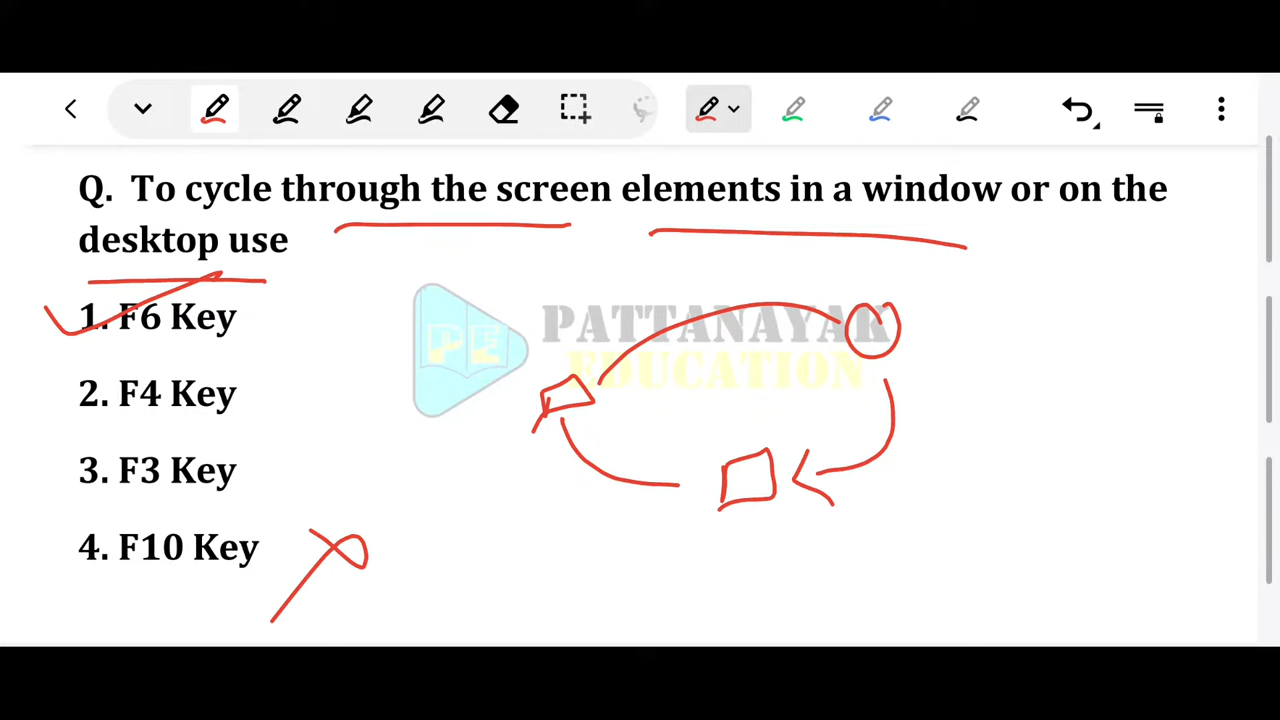 Q. To cycle through the screen elements in a window or on the
desktop use
1. F6 Key
PATTANAYAK
EDUCATION
PE
2. F4 Key
3. F3 Key
4. F10 Key